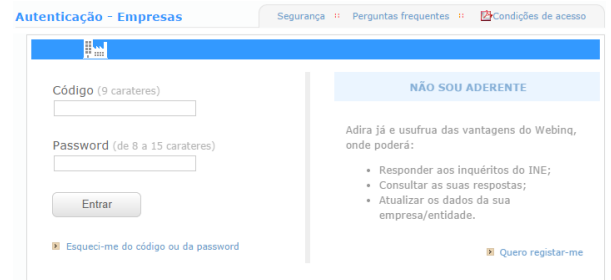 Autenticação - Empresas
Segurança :: Perguntas frequentes :: Condições de acesso
Código (9 carateres)
Password (de 8 a 15 carateres)
Entrar
Esqueci-me do código ou da password
NÃO SOU ADERENTE
Adira já e usufrua das vantagens do Webinq,
onde poderá:
• Responder aos inquéritos do INE;
• Consultar as suas respostas;
• Atualizar os dados da sua
empresa/entidade.
Quero registar-me